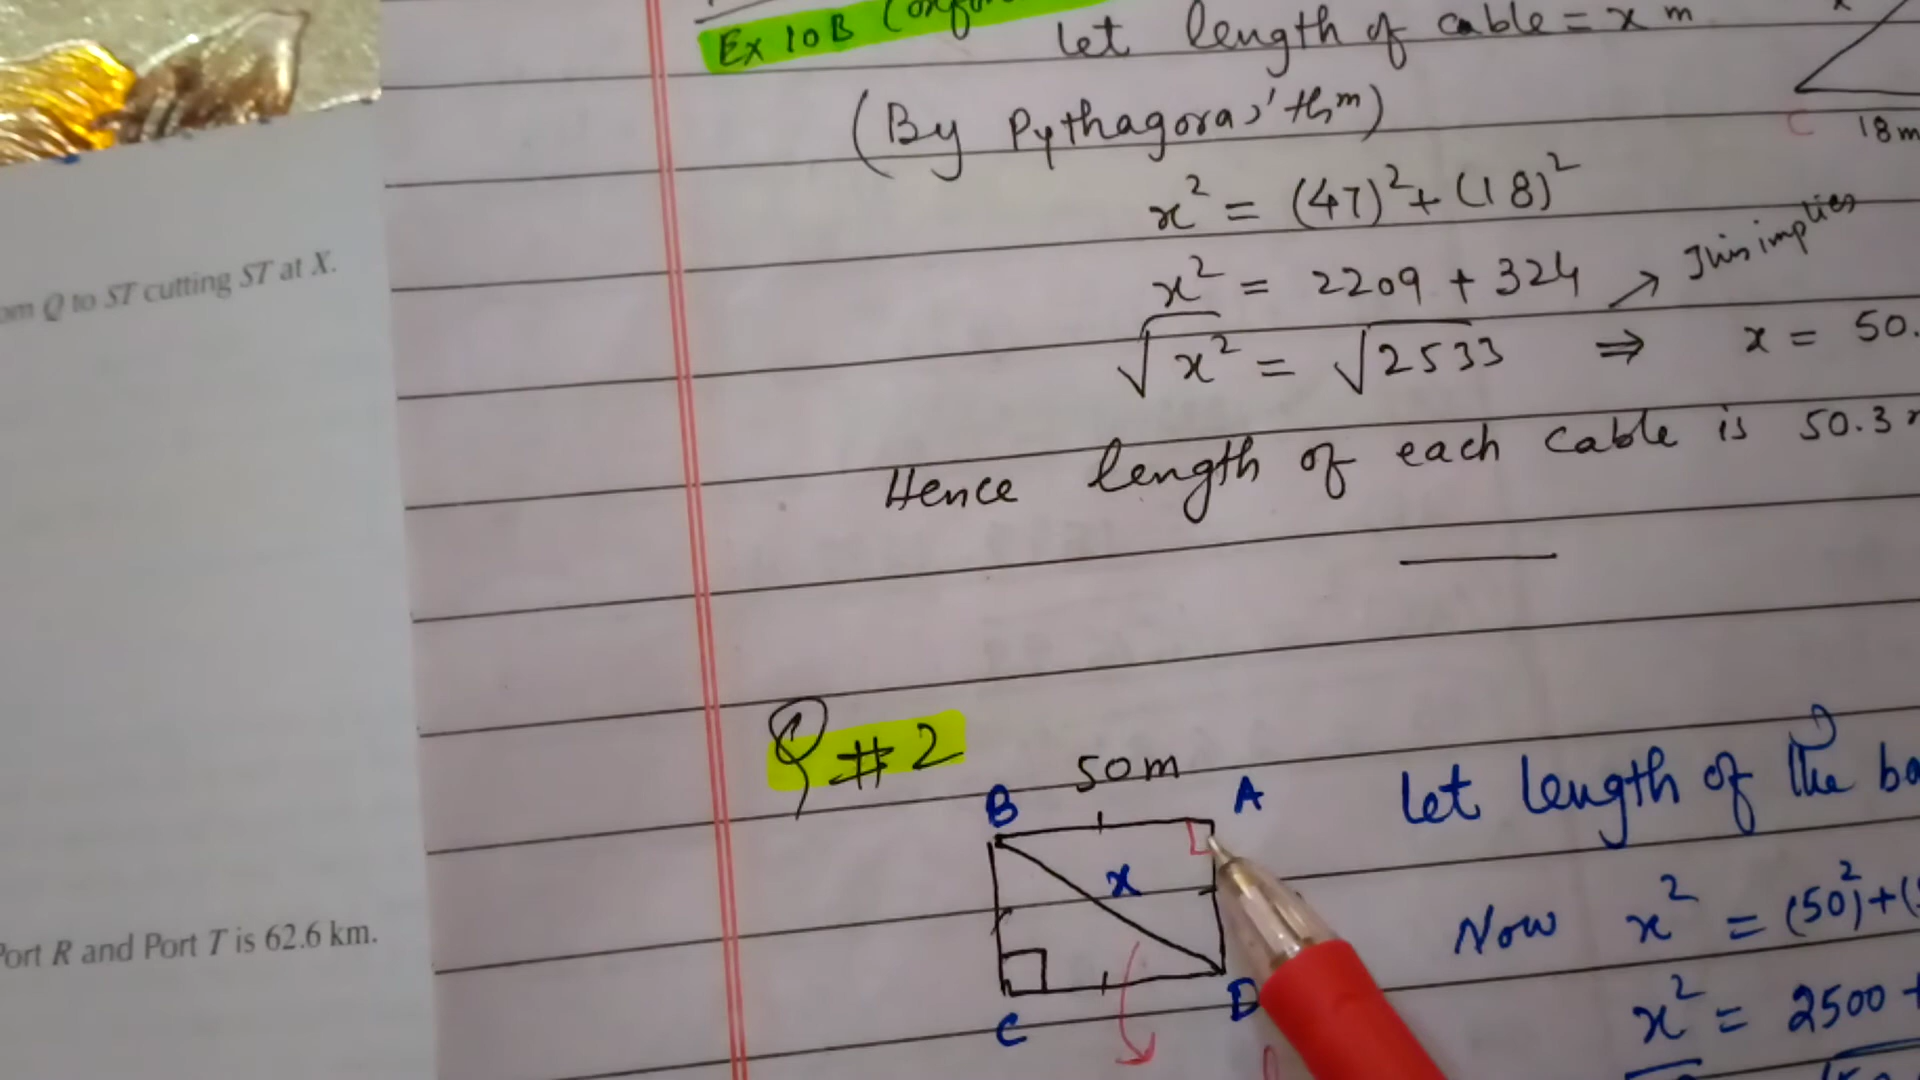 om Q to ST cutting ST at X.
Port R and Port T is 62.6 km.
Ex 10B
Let length of cable = x m
(By Pythagoras' thm)
C 18m
x² = (47)² + (18)²
x² = 2209 + 324 ↗ This implies
√x² = √2533 ⇒ x = 50.
Hence length of each cable is 50.3
Q # 2
50m
B A
x
C D
Let length of the
Now x² = (50)² + (
x² = 2500 +